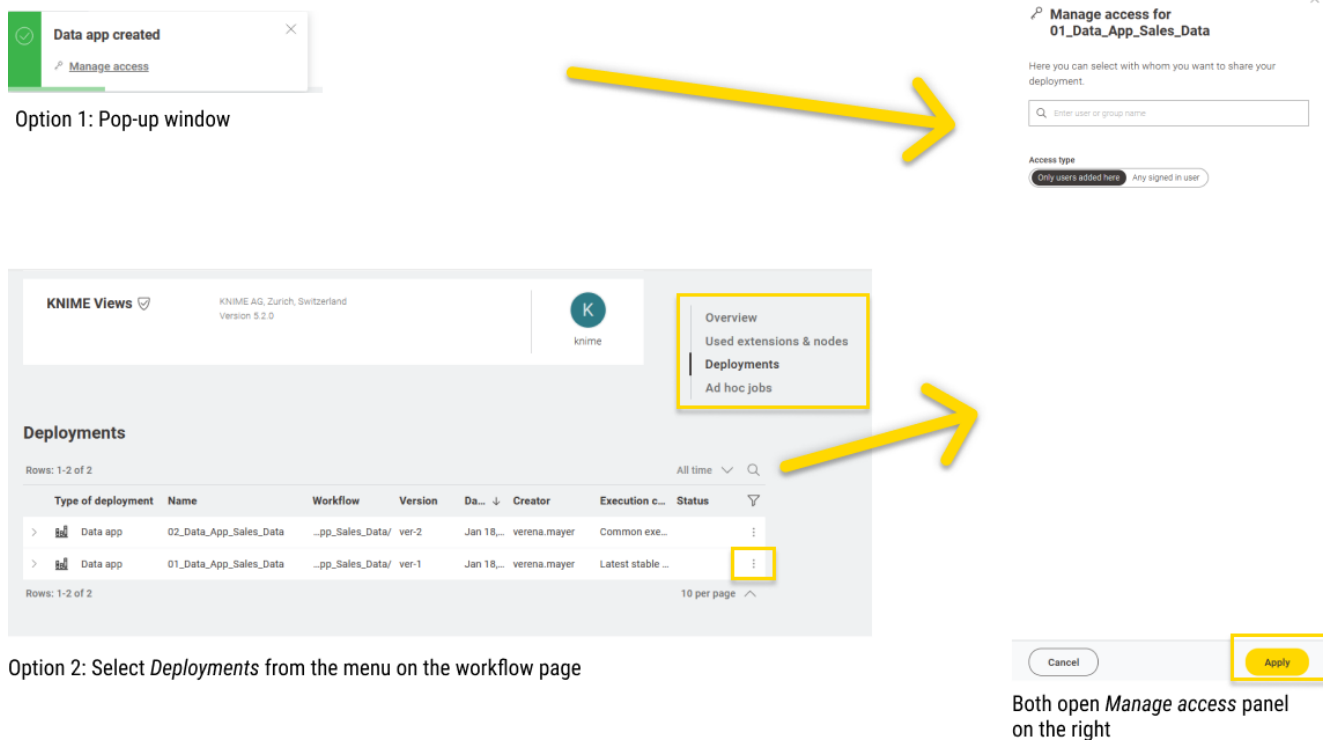 Data app created
Manage access
Option 1: Pop-up window
Manage access for
01_Data_App_Sales_Data
Here you can select with whom you want to share your
deployment.
Enter user or group name
Access type
Only users added here Any signed in user
KNIME Views
KNIME AG, Zurich, Switzerland
Version 5.2.0
K
knime
Overview
Used extensions & nodes
Deployments
Ad hoc jobs
Deployments
Rows: 1-2 of 2 All time
Type of deployment Name Workflow Version Da... Creator Execution c... Status
Data app 02_Data_App_Sales_Data ...pp_Sales_Data/ ver-2 Jan 18,... verena.mayer Common exe...
Data app 01_Data_App_Sales_Data ...pp_Sales_Data/ ver-1 Jan 18,... verena.mayer Latest stable ...
Rows: 1-2 of 2 10 per page
Option 2: Select Deployments from the menu on the workflow page
Cancel Apply
Both open Manage access panel
on the right